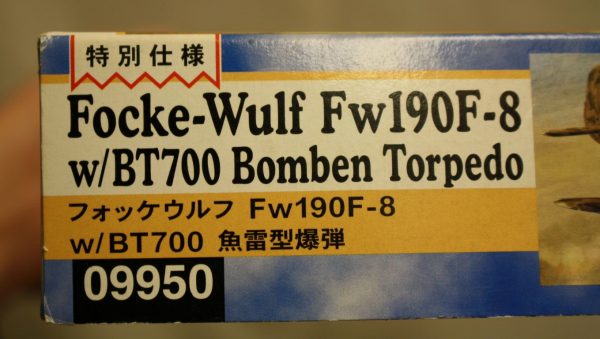 特別仕様
Focke-Wulf Fw190F-8
w/BT700 Bomben Torpedo
フォッケウルフ Fw190F-8
w/BT700 魚雷型爆弾
09950